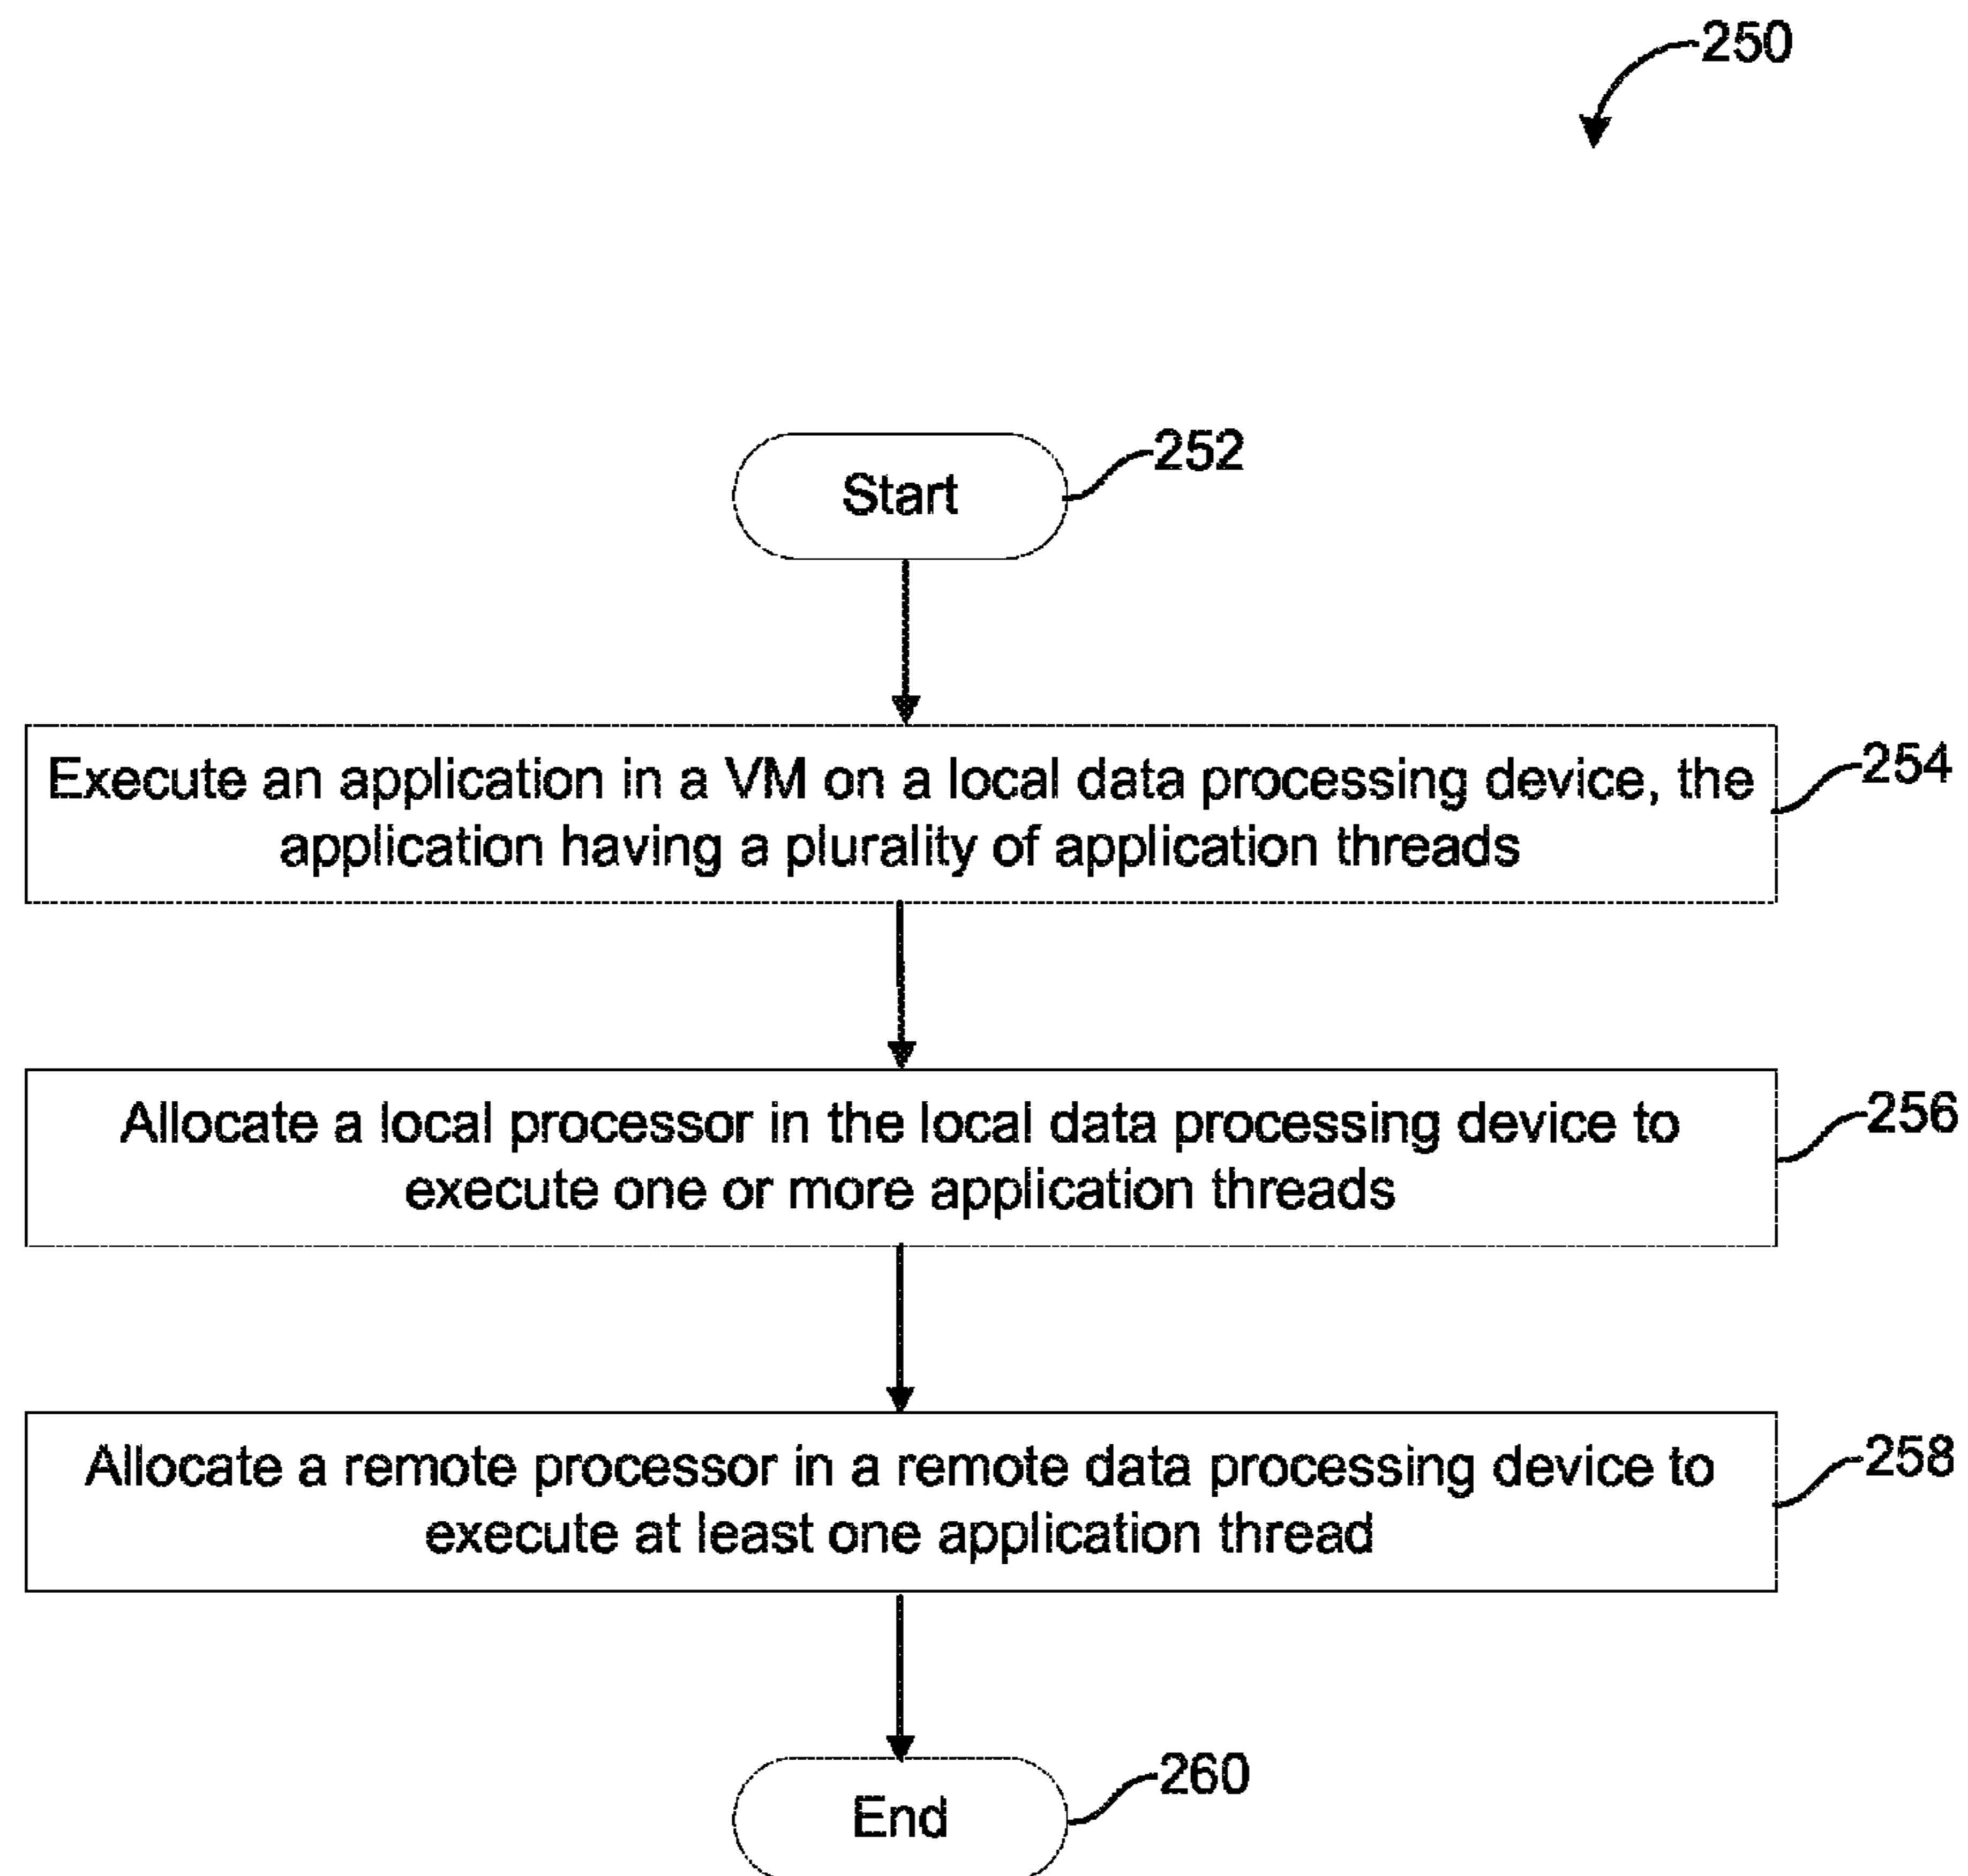 250
Start
252
Execute an application in a VM on a local data processing device, the
application having a plurality of application threads
254
Allocate a local processor in the local data processing device to
execute one or more application threads
256
Allocate a remote processor in a remote data processing device to
execute at least one application thread
258
End
260